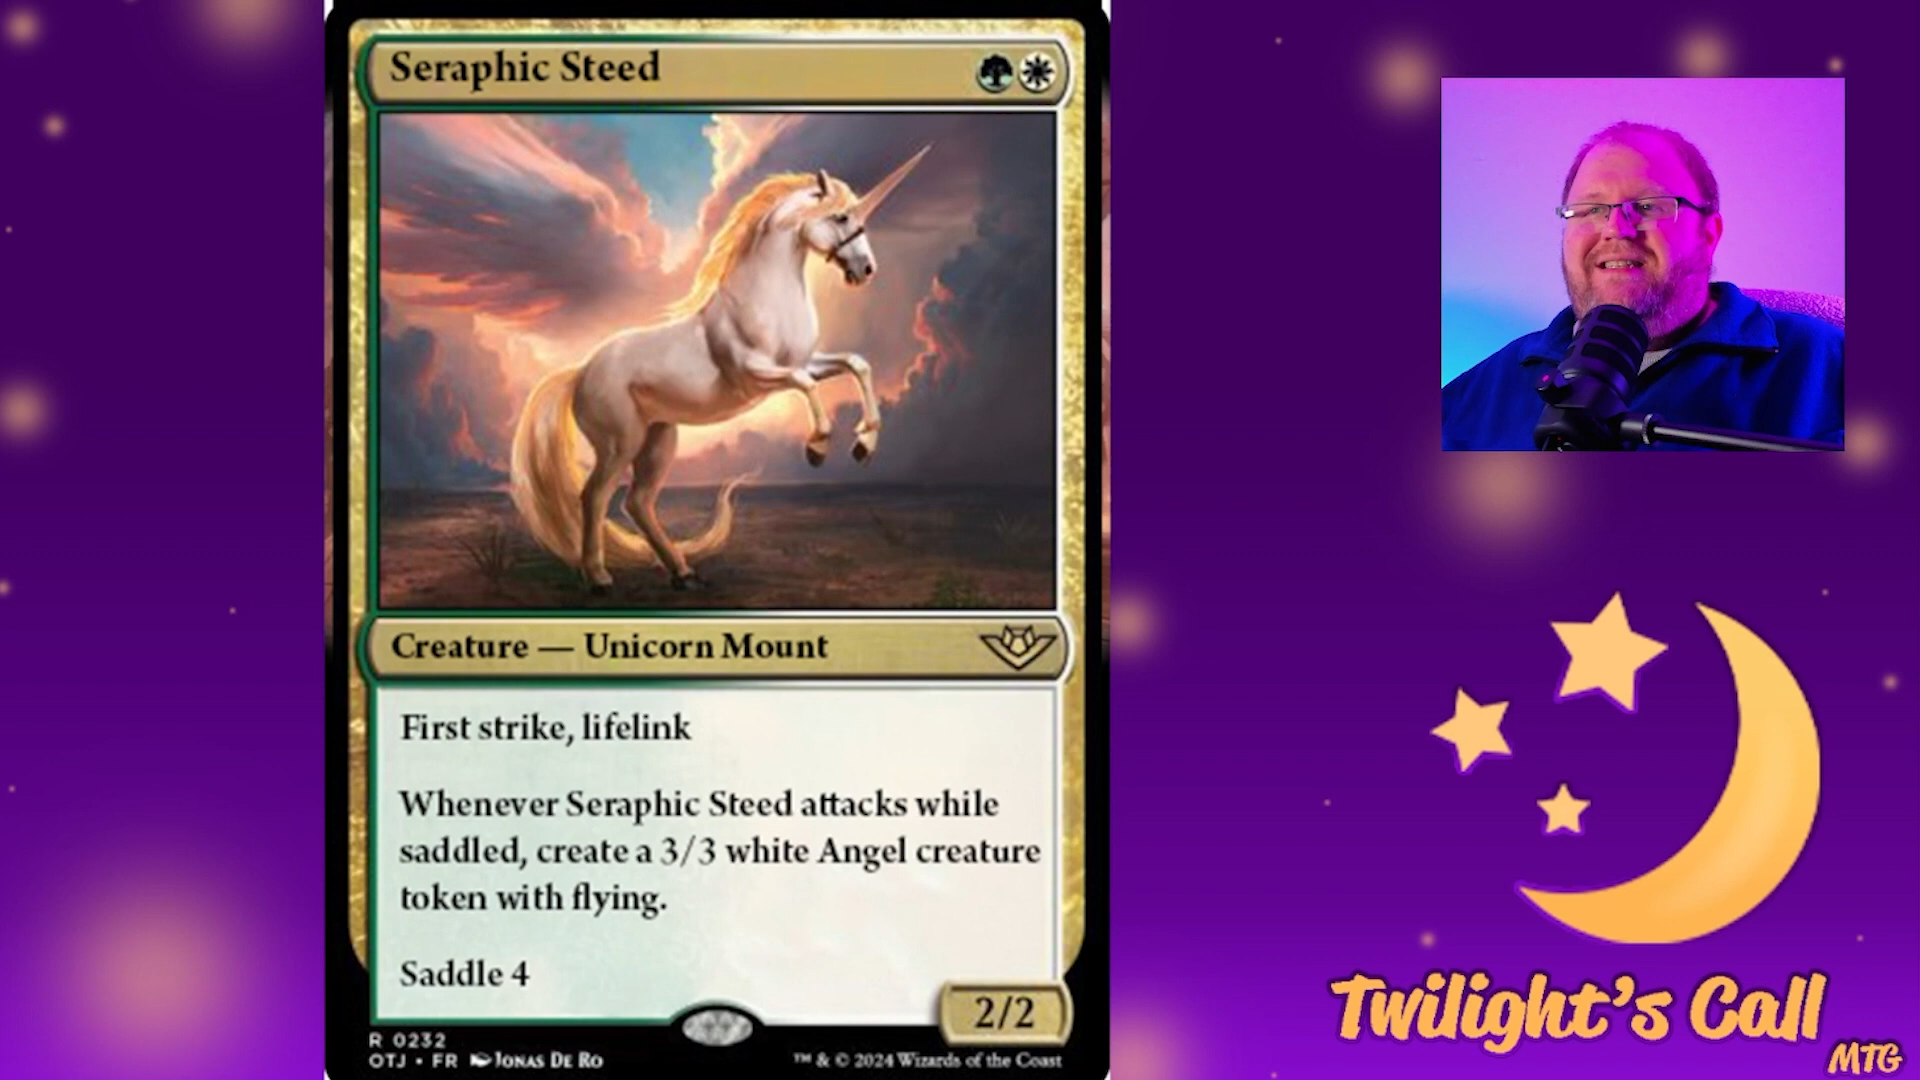 Seraphic Steed
Creature — Unicorn Mount
First strike, lifelink
Whenever Seraphic Steed attacks while
saddled, create a 3/3 white Angel creature
token with flying.
Saddle 4
2/2
R 0232
OTJ • FR Jonas De Ro
™ & © 2024 Wizards of the Coast
Twilight's Call
MTG